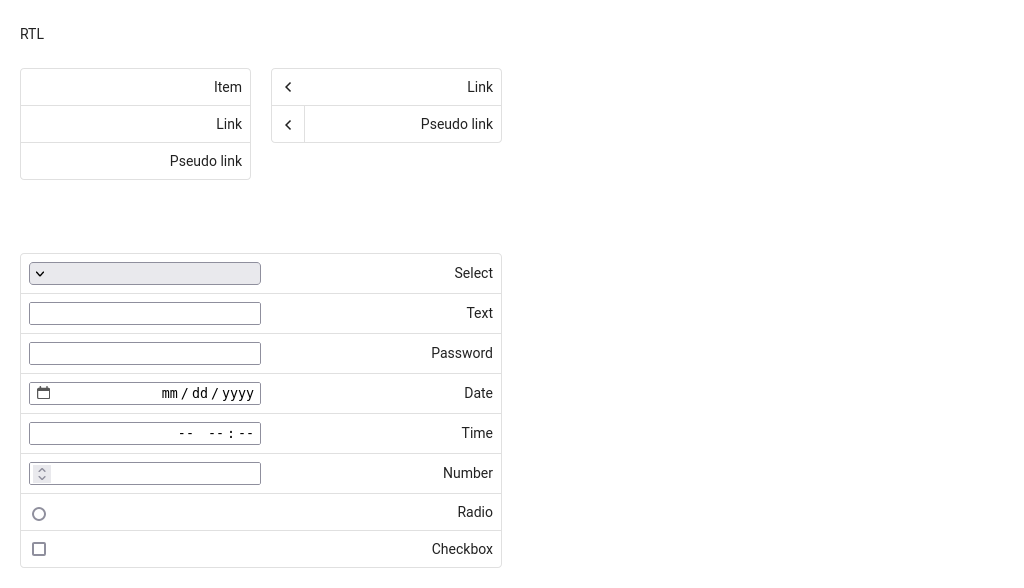 RTL
Item
Link
Pseudo link
Link
Pseudo link
Select
Text
Password
Date
mm/dd/yyyy
Time
-- --:--
Number
Radio
Checkbox